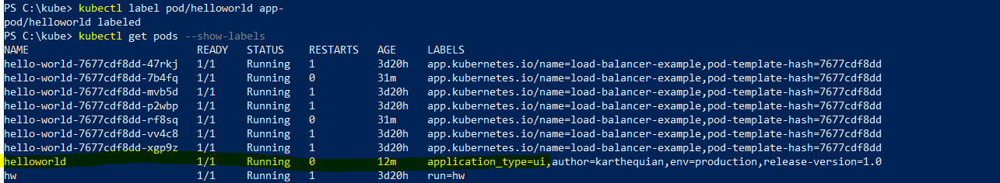 PS C:\kube> kubectl label pod/helloworld app-
pod/helloworld labeled
PS C:\kube> kubectl get pods --show-labels
NAME READY STATUS RESTARTS AGE LABELS
hello-world-7677cdf8dd-47rkj 1/1 Running 1 3d20h app.kubernetes.io/name=load-balancer-example,pod-template-hash=7677cdf8dd
hello-world-7677cdf8dd-7b4fq 1/1 Running 0 31m app.kubernetes.io/name=load-balancer-example,pod-template-hash=7677cdf8dd
hello-world-7677cdf8dd-mvb5d 1/1 Running 1 3d20h app.kubernetes.io/name=load-balancer-example,pod-template-hash=7677cdf8dd
hello-world-7677cdf8dd-p2wbp 1/1 Running 1 3d20h app.kubernetes.io/name=load-balancer-example,pod-template-hash=7677cdf8dd
hello-world-7677cdf8dd-rf8sq 1/1 Running 0 31m app.kubernetes.io/name=load-balancer-example,pod-template-hash=7677cdf8dd
hello-world-7677cdf8dd-vv4c8 1/1 Running 1 3d20h app.kubernetes.io/name=load-balancer-example,pod-template-hash=7677cdf8dd
hello-world-7677cdf8dd-xgp9z 1/1 Running 1 3d20h app.kubernetes.io/name=load-balancer-example,pod-template-hash=7677cdf8dd
helloworld 1/1 Running 0 12m application_type=ui,author=karthequian,env=production,release-version=1.0
hw 1/1 Running 1 3d20h run=hw